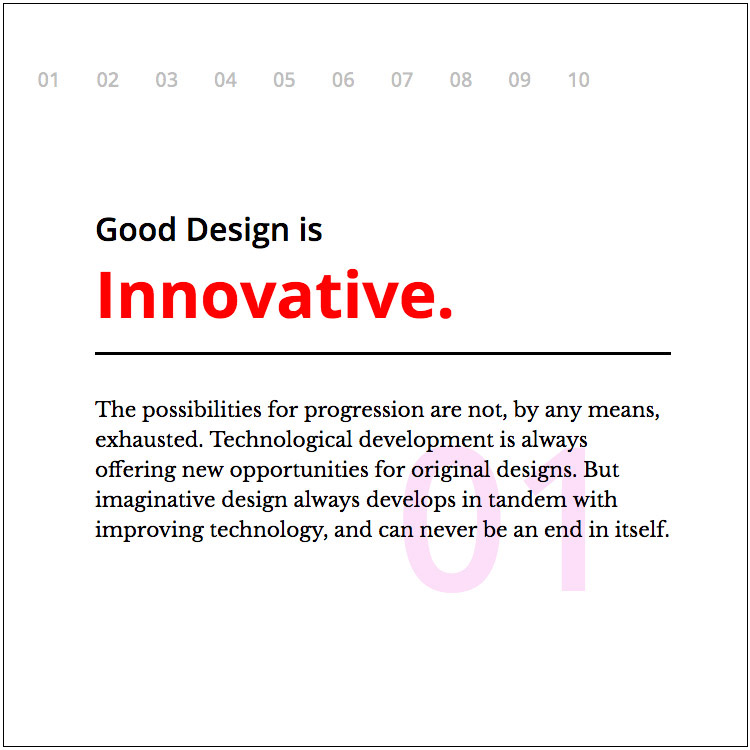 01 02 03 04 05 06 07 08 09 10
Good Design is
Innovative.
The possibilities for progression are not, by any means,
exhausted. Technological development is always
offering new opportunities for original designs. But
imaginative design always develops in tandem with
improving technology, and can never be an end in itself.
01